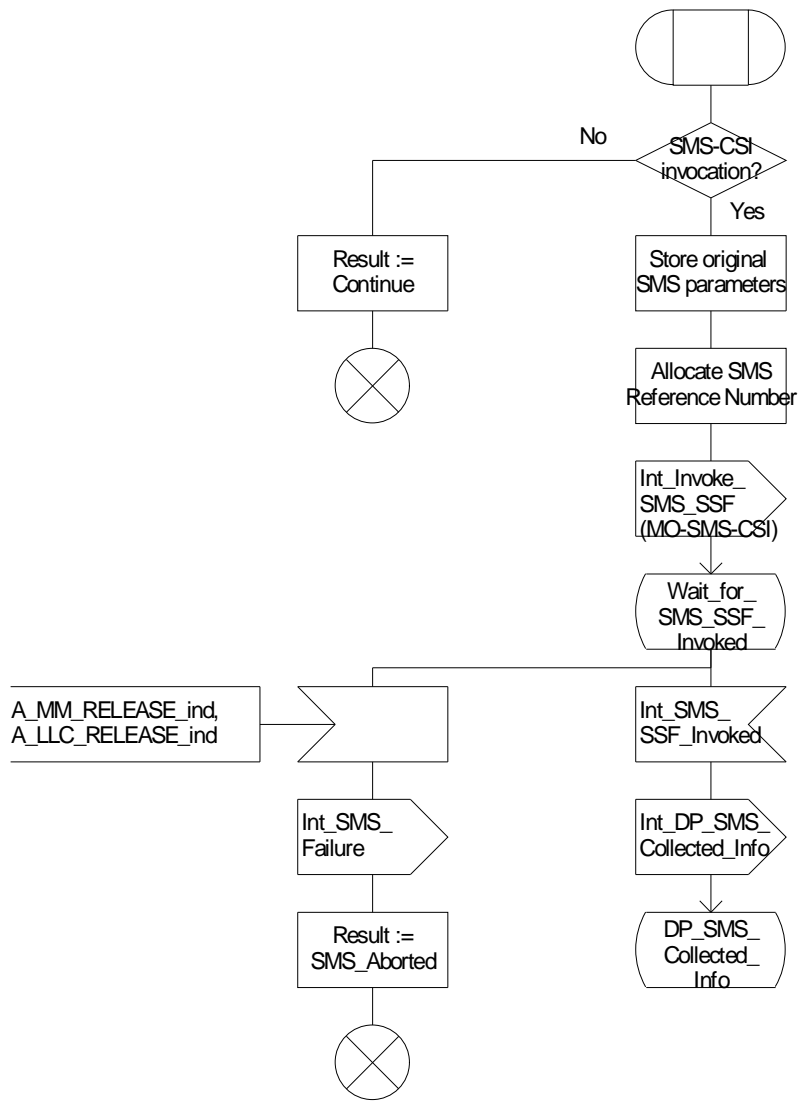 SMS-CSI
invocation?
No
Yes
Result :=
Continue
Store original
SMS parameters
Allocate SMS
Reference Number
Int_Invoke_
SMS_SSF
(MO-SMS-CSI)
Wait_for_
SMS_SSF_
Invoked
A_MM_RELEASE_ind,
A_LLC_RELEASE_ind
Int_SMS_
SSF_Invoked
Int_SMS_
Failure
Int_DP_SMS_
Collected_Info
Result :=
SMS_Aborted
DP_SMS_
Collected_
Info